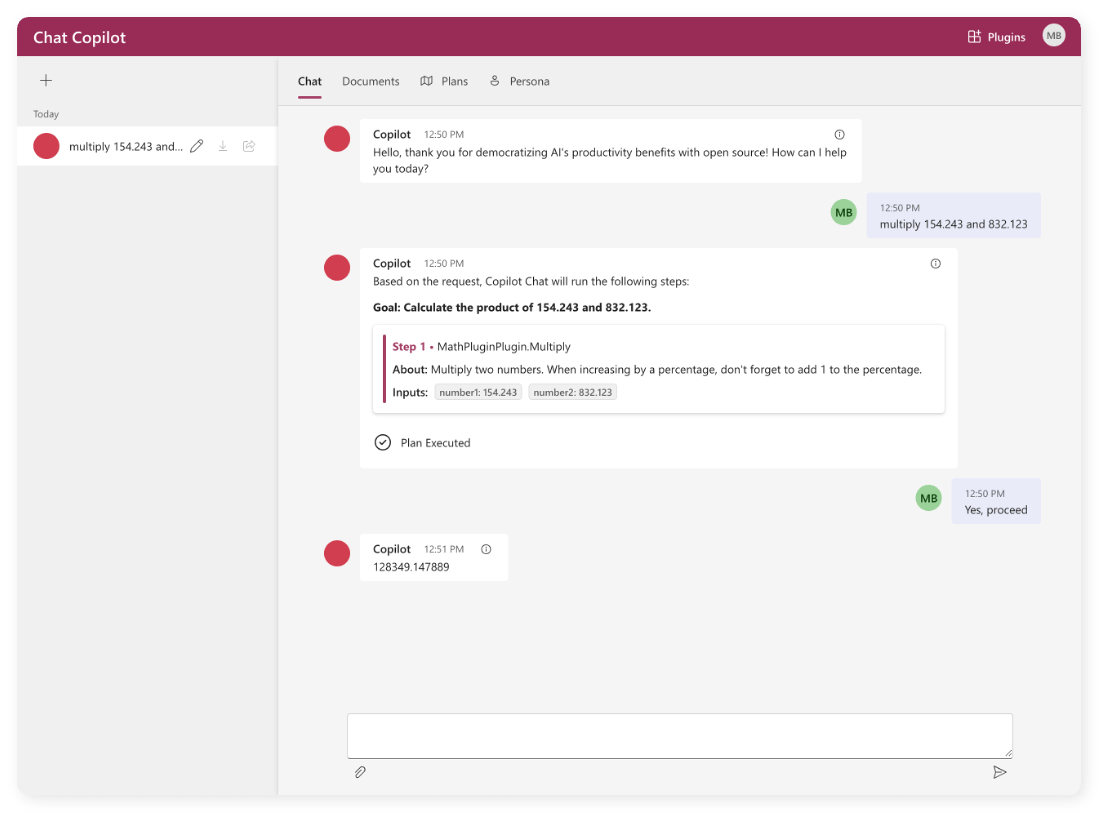 Chat Copilot
Plugins
MB
Chat
Documents
Plans
Persona
Today
multiply 154.243 and...
Copilot 12:50 PM
Hello, thank you for democratizing AI's productivity benefits with open source! How can I help
you today?
MB
12:50 PM
multiply 154.243 and 832.123
Copilot 12:50 PM
Based on the request, Copilot Chat will run the following steps:
Goal: Calculate the product of 154.243 and 832.123.
Step 1 • MathPluginPlugin.Multiply
About: Multiply two numbers. When increasing by a percentage, don't forget to add 1 to the percentage.
Inputs: number1: 154.243 number2: 832.123
Plan Executed
MB
12:50 PM
Yes, proceed
Copilot 12:51 PM
128349.147889